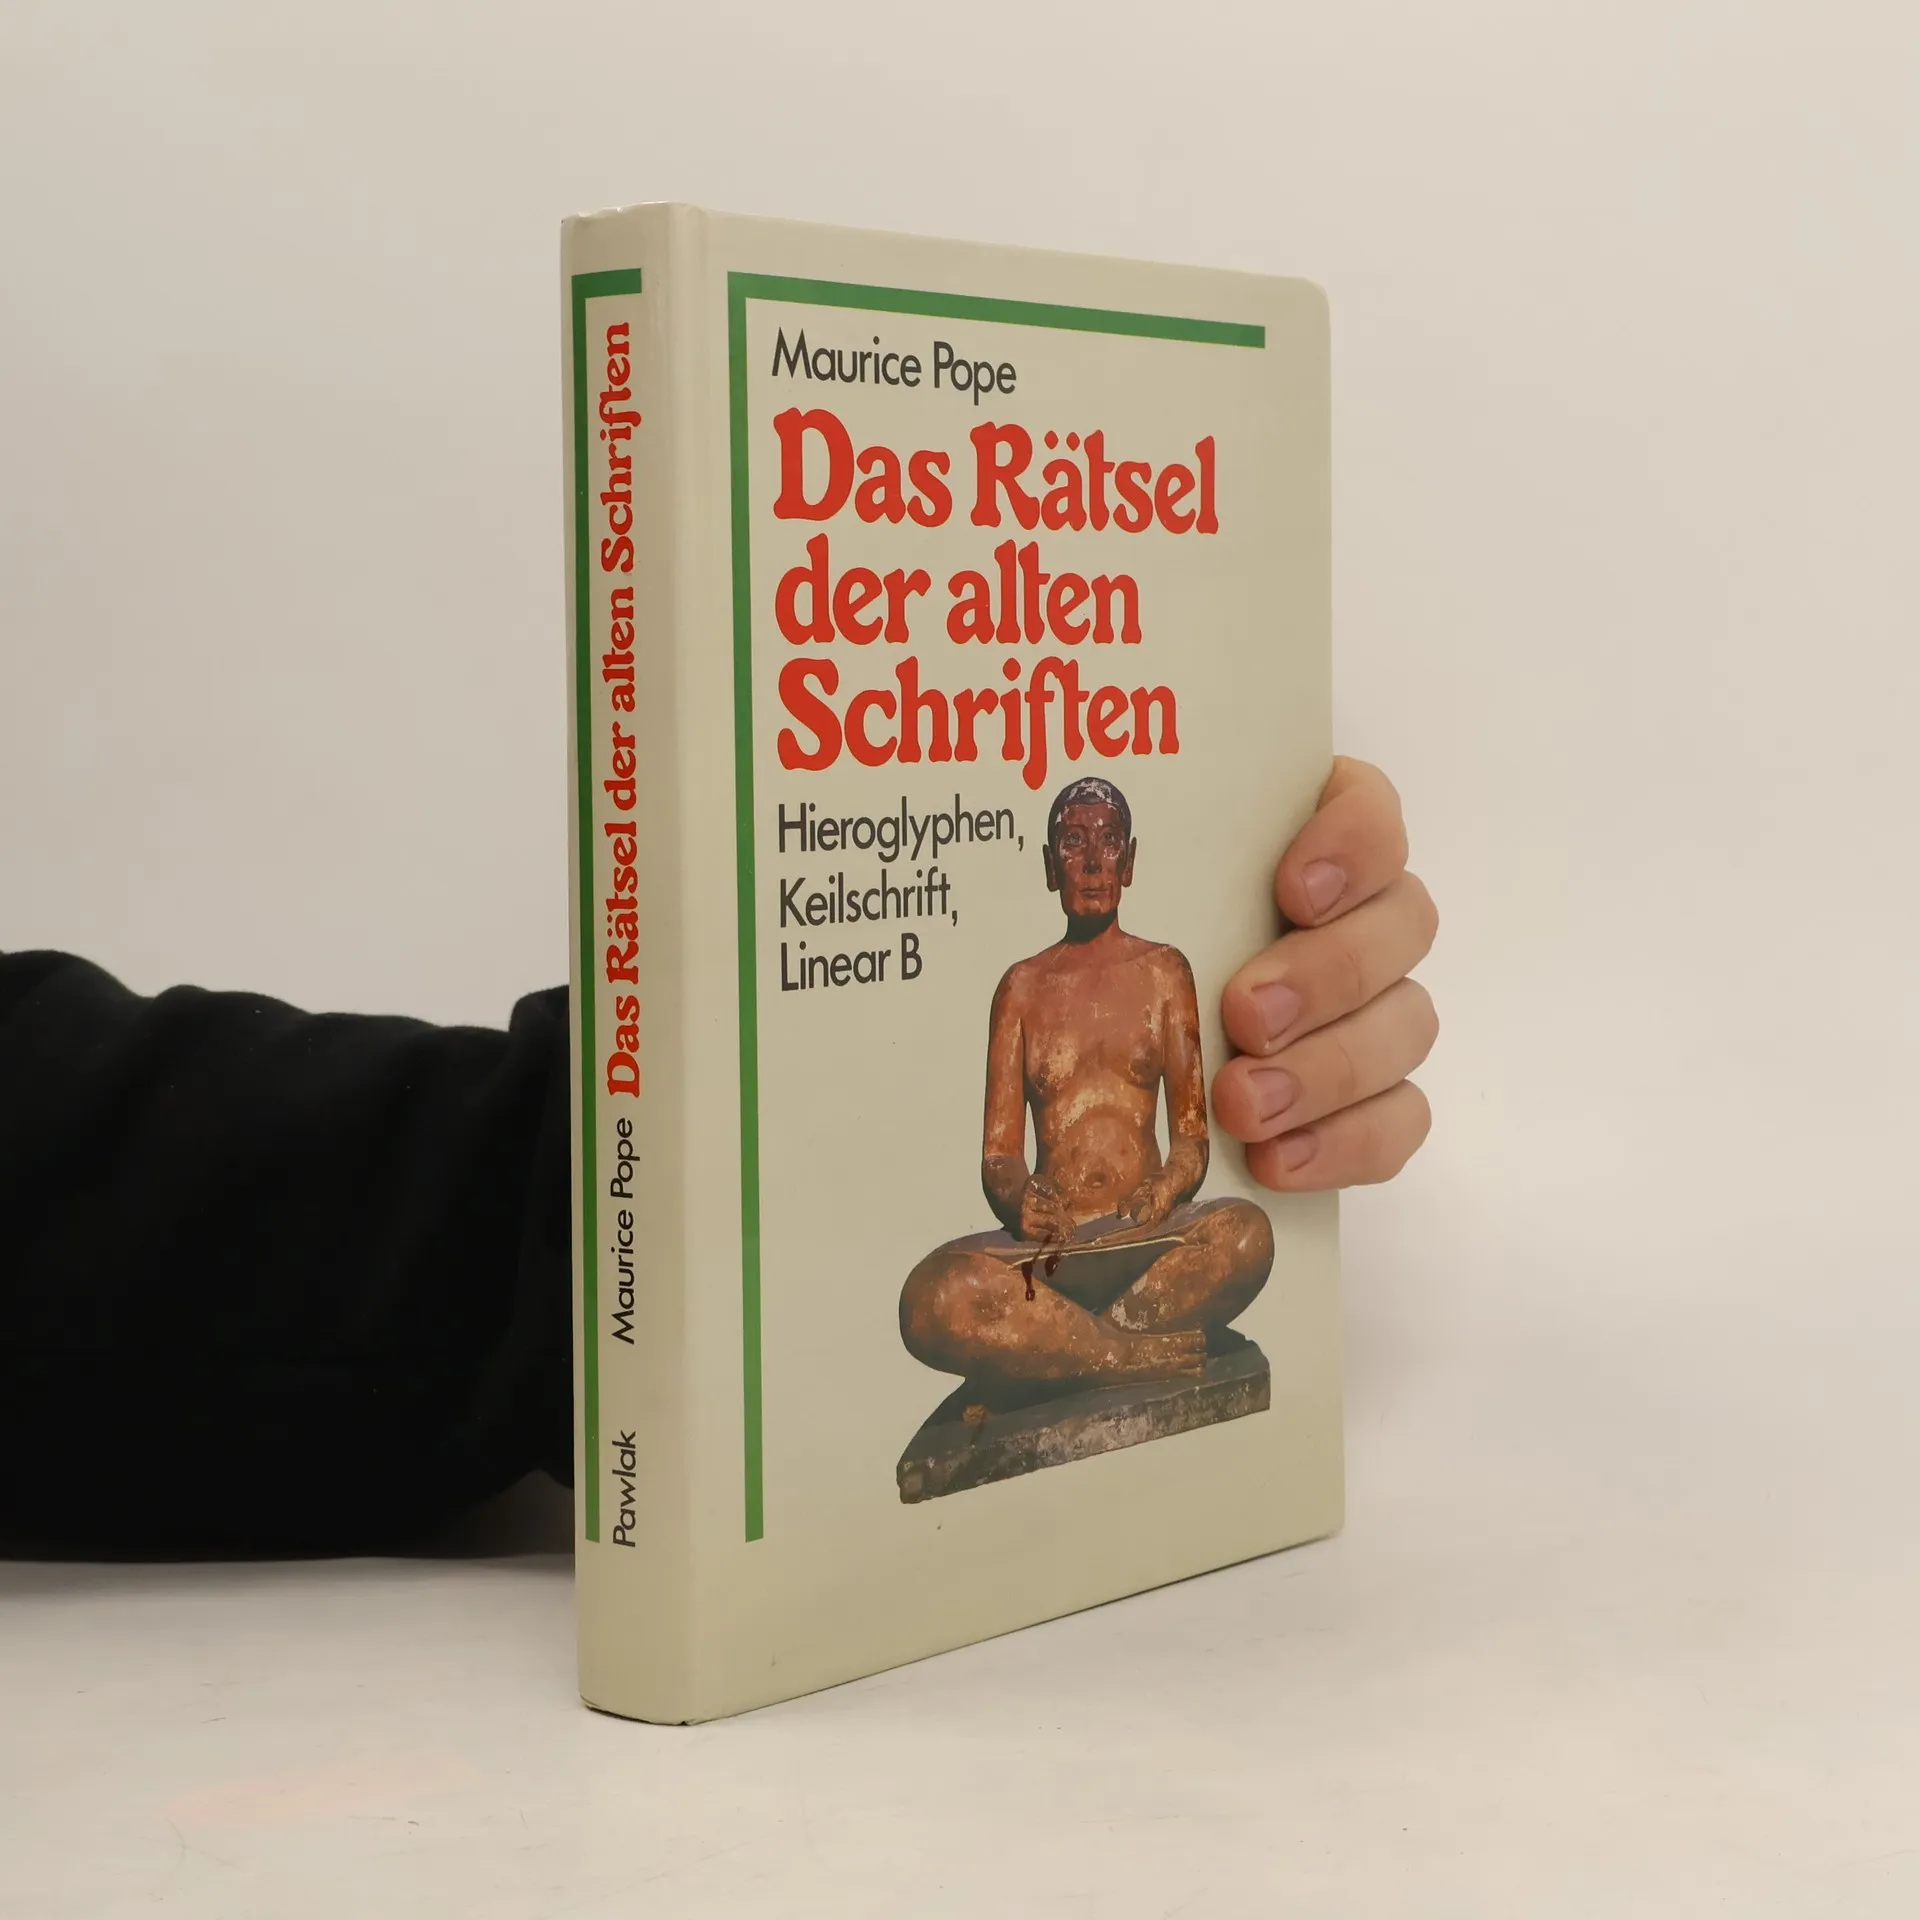 Maurice Pope
Das Rätsel
der alten
Schriften
Hieroglyphen,
Keilschrift,
Linear B
Pawlak Maurice Pope Das Rätsel der alten Schriften